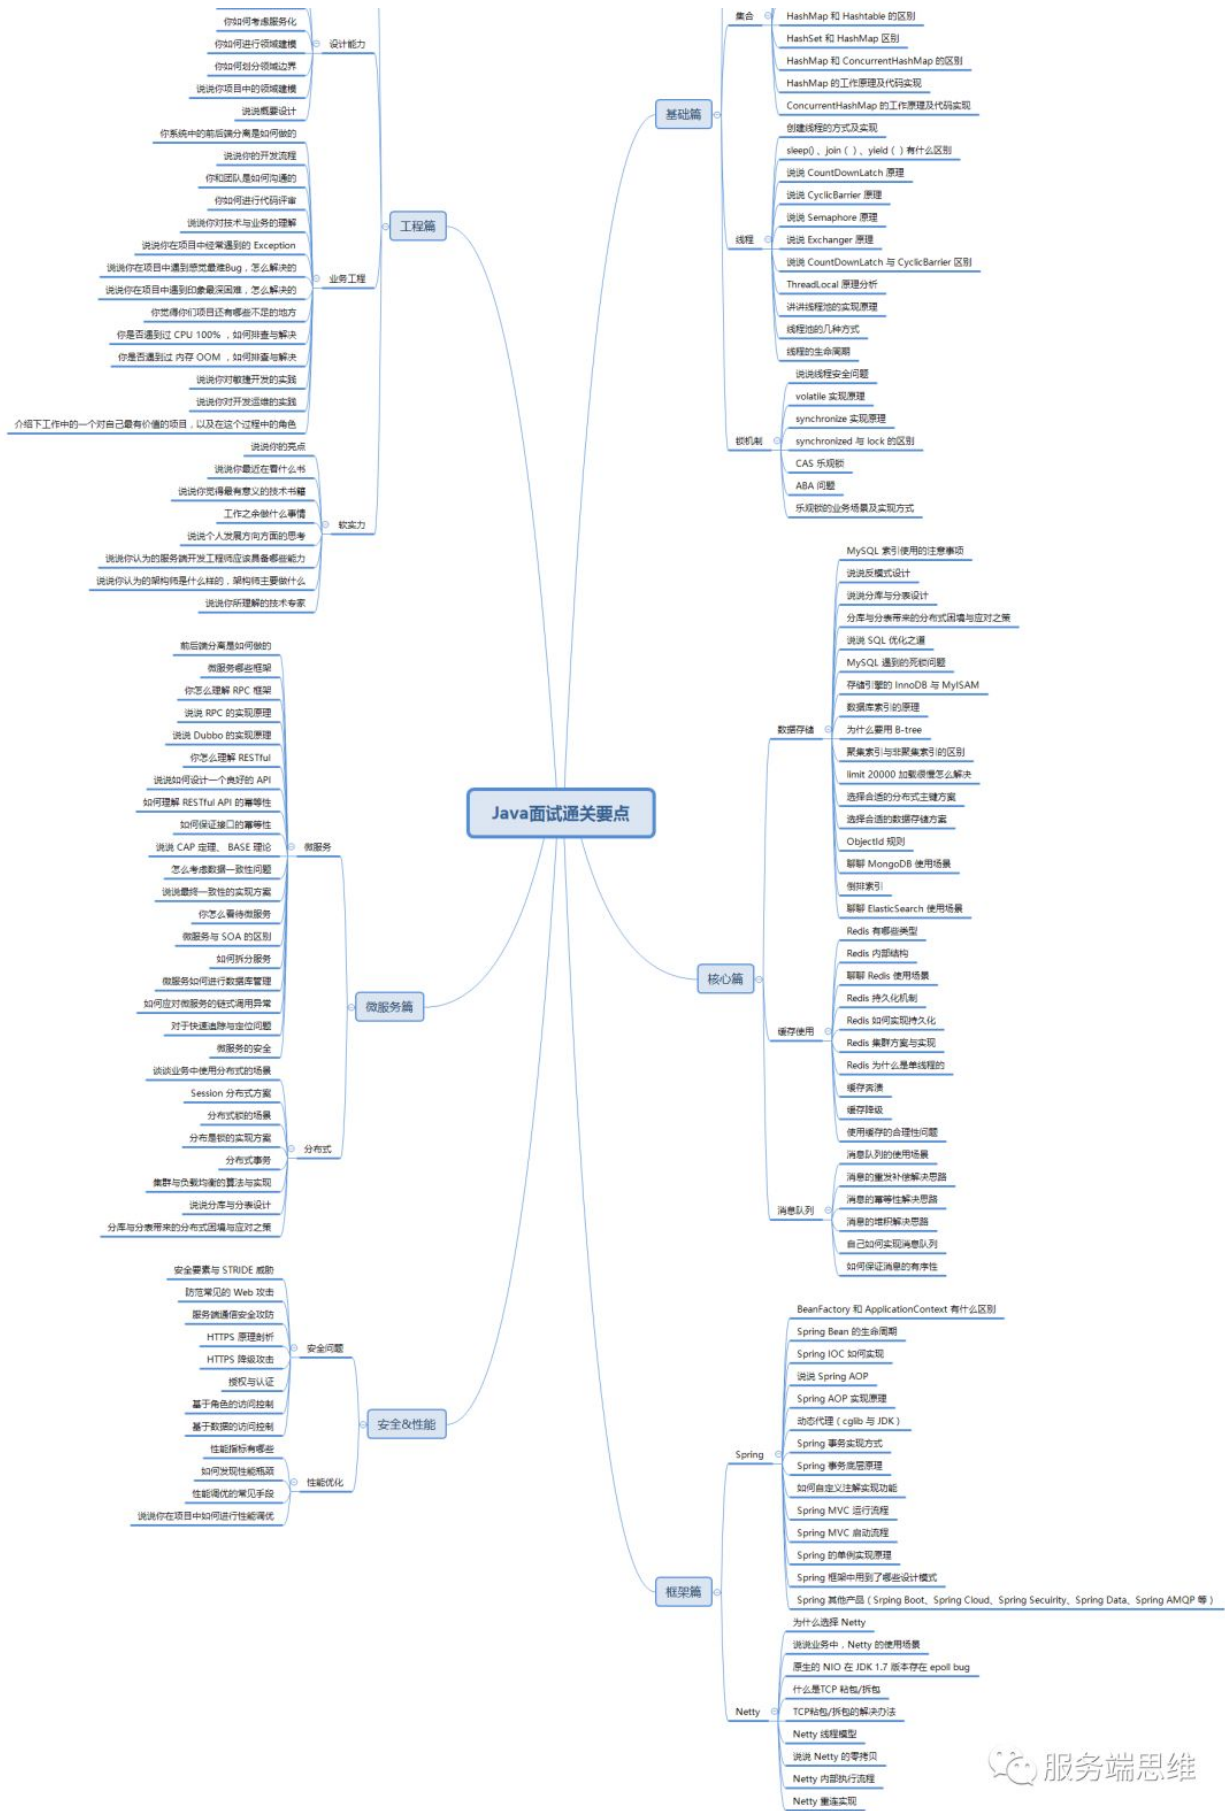 Java面试通关要点
基础篇
集合
HashMap 和 Hashtable 的区别
HashSet 和 HashMap 区别
HashMap 和 ConcurrentHashMap 的区别
HashMap 的工作原理及代码实现
ConcurrentHashMap 的工作原理及代码实现
线程
创建线程的方式及实现
sleep() 、join（ ）、yield（ ）有什么区别
说说 CountDownLatch 原理
说说 CyclicBarrier 原理
说说 Semaphore 原理
说说 Exchanger 原理
说说 CountDownLatch 与 CyclicBarrier 区别
ThreadLocal 原理分析
讲讲线程池的实现原理
线程池的几种方式
线程的生命周期
锁机制
说说线程安全问题
volatile 实现原理
synchronize 实现原理
synchronized 与 lock 的区别
CAS 乐观锁
ABA 问题
乐观锁的业务场景及实现方式
核心篇
数据存储
MySQL 索引使用的注意事项
说说反模式设计
说说分库与分表设计
分库与分表带来的分布式困境与应对之策
说说 SQL 优化之道
MySQL 遇到的死锁问题
存储引擎的 InnoDB 与 MyISAM
数据库索引的原理
为什么要用 B-tree
聚集索引与非聚集索引的区别
limit 20000 加载很慢怎么解决
选择合适的分布式主键方案
选择合适的数据存储方案
ObjectId 规则
聊聊 MongoDB 使用场景
倒排索引
聊聊 ElasticSearch 使用场景
缓存使用
Redis 有哪些类型
Redis 内部结构
聊聊 Redis 使用场景
Redis 持久化机制
Redis 如何实现持久化
Redis 集群方案与实现
Redis 为什么是单线程的
缓存奔溃
缓存降级
使用缓存的合理性问题
消息队列
消息队列的使用场景
消息的重发补偿解决思路
消息的幂等性解决思路
消息的堆积解决思路
自己如何实现消息队列
如何保证消息的有序性
框架篇
Spring
BeanFactory 和 ApplicationContext 有什么区别
Spring Bean 的生命周期
Spring IOC 如何实现
说说 Spring AOP
Spring AOP 实现原理
动态代理（cglib 与 JDK）
Spring 事务实现方式
Spring 事务底层原理
如何自定义注解实现功能
Spring MVC 运行流程
Spring MVC 启动流程
Spring 的单例实现原理
Spring 框架中用到了哪些设计模式
Spring 其他产品（Srping Boot、Spring Cloud、Spring Secuirity、Spring Data、Spring AMQP 等）
Netty
为什么选择 Netty
说说业务中，Netty 的使用场景
原生的 NIO 在 JDK 1.7 版本存在 epoll bug
什么是TCP 粘包/拆包
TCP粘包/拆包的解决办法
Netty 线程模型
说说 Netty 的零拷贝
Netty 内部执行流程
Netty 重连实现
工程篇
设计能力
你如何考虑服务化
你如何进行领域建模
你如何划分领域边界
说说你项目中的领域建模
说说概要设计
业务工程
你系统中的前后端分离是如何做的
说说你的开发流程
你和团队是如何沟通的
你如何进行代码评审
说说你对技术与业务的理解
说说你在项目中经常遇到的 Exception
说说你在项目中遇到感觉最难Bug，怎么解决的
说说你在项目中遇到印象最深困难，怎么解决的
你觉得你们项目还有哪些不足的地方
你是否遇到过 CPU 100% ，如何排查与解决
你是否遇到过 内存 OOM ，如何排查与解决
说说你对敏捷开发的实践
说说你对开发运维的实践
介绍下工作中的一个对自己最有价值的项目，以及在这个过程中的角色
软实力
说说你的亮点
说说你最近在看什么书
说说你觉得最有意义的技术书籍
工作之余做什么事情
说说个人发展方向方面的思考
说说你认为的服务端开发工程师应该具备哪些能力
说说你认为的架构师是什么样的，架构师主要做什么
说说你所理解的技术专家
微服务篇
微服务
前后端分离是如何做的
微服务哪些框架
你怎么理解 RPC 框架
说说 RPC 的实现原理
说说 Dubbo 的实现原理
你怎么理解 RESTful
说说如何设计一个良好的 API
如何理解 RESTful API 的幂等性
如何保证接口的幂等性
说说 CAP 定理、 BASE 理论
怎么考虑数据一致性问题
说说最终一致性的实现方案
你怎么看待微服务
微服务与 SOA 的区别
如何拆分服务
微服务如何进行数据库管理
如何应对微服务的链式调用异常
对于快速追踪与定位问题
微服务的安全
分布式
谈谈业务中使用分布式的场景
Session 分布式方案
分布式锁的场景
分布是锁的实现方案
分布式事务
集群与负载均衡的算法与实现
说说分库与分表设计
分库与分表带来的分布式困境与应对之策
安全&性能
安全问题
安全要素与 STRIDE 威胁
防范常见的 Web 攻击
服务端通信安全攻防
HTTPS 原理剖析
HTTPS 降级攻击
授权与认证
基于角色的访问控制
基于数据的访问控制
性能优化
性能指标有哪些
如何发现性能瓶颈
性能调优的常见手段
说说你在项目中如何进行性能调优
服务端思维